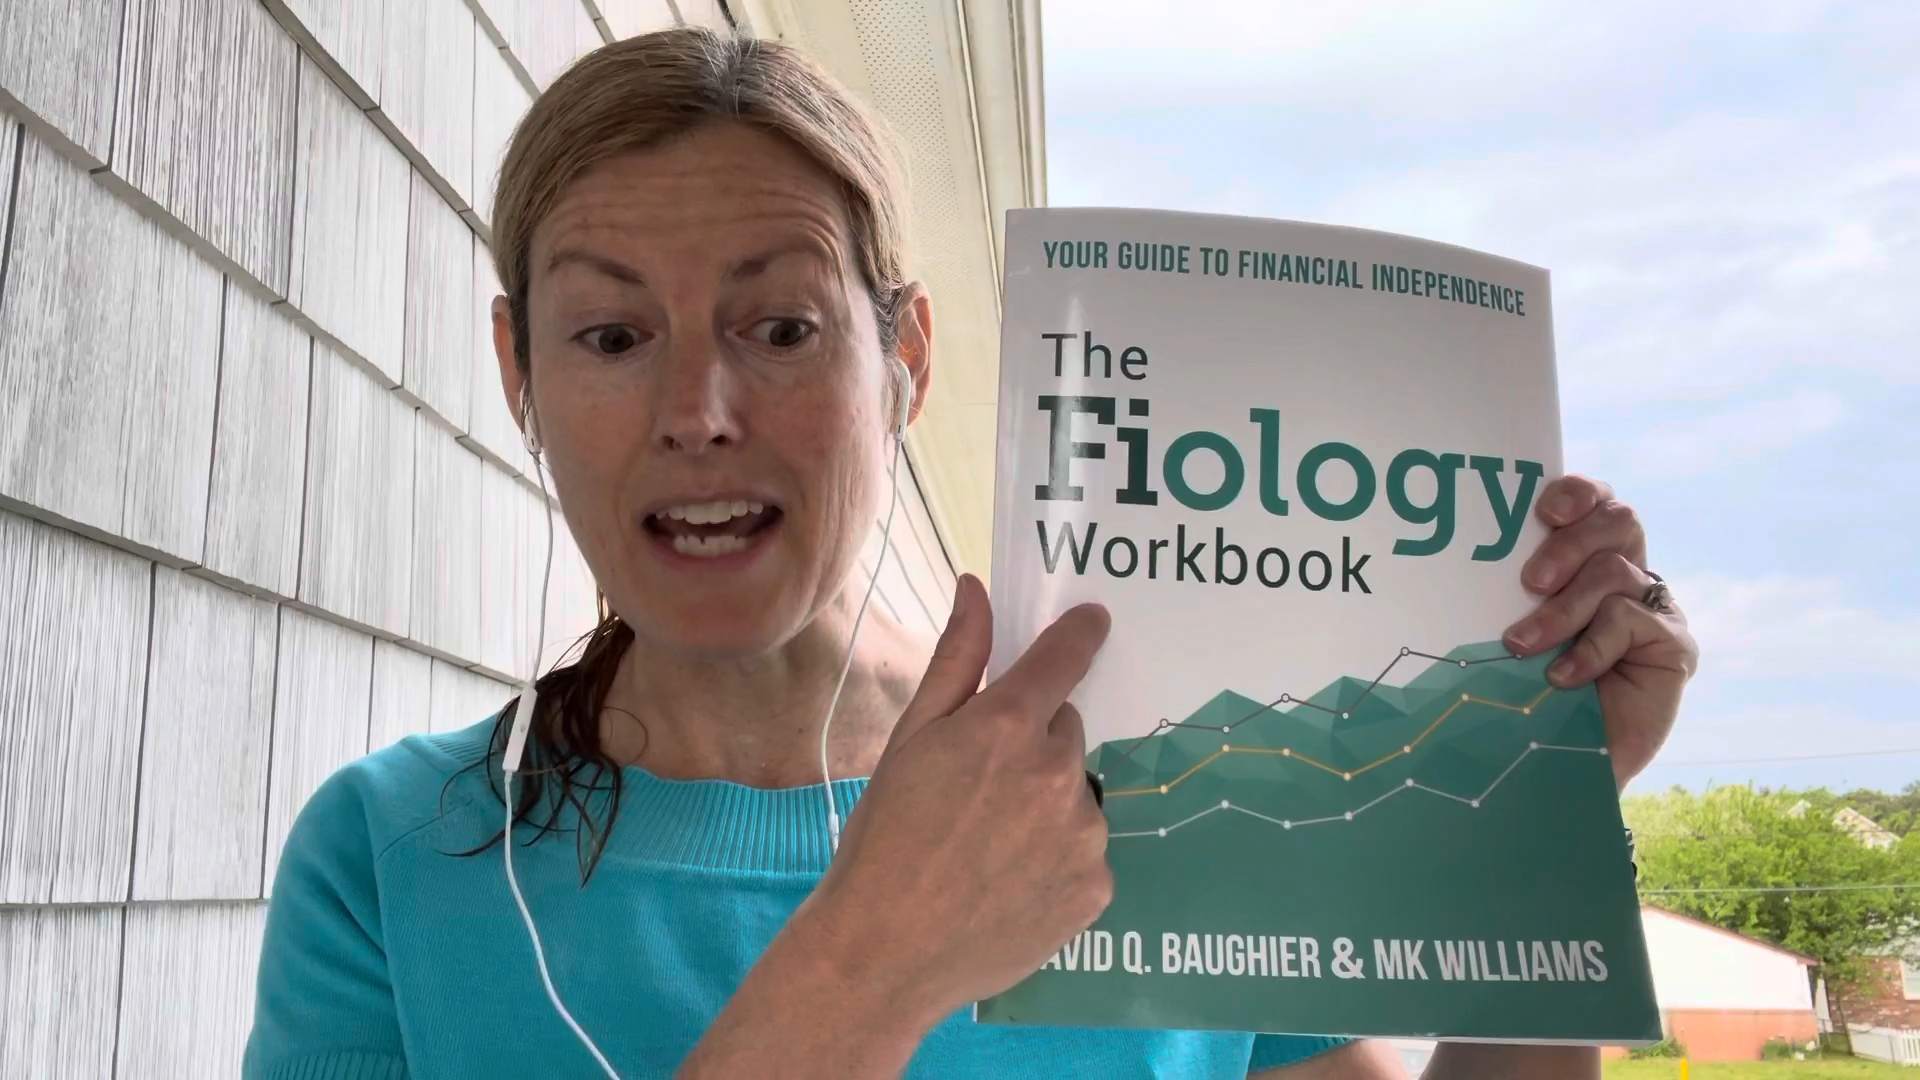 YOUR GUIDE TO FINANCIAL INDEPENDENCE
The
Fiology
Workbook
AVID Q. BAUGHIER & MK WILLIAMS